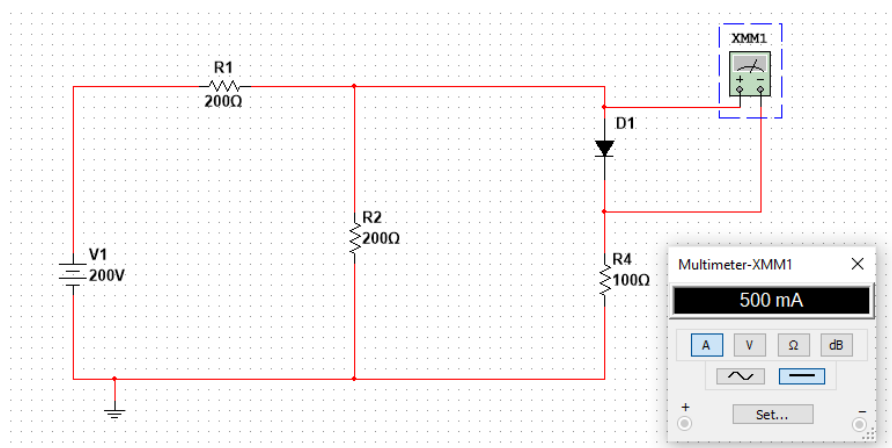 XMM1
+ −
R1
200Ω
D1
R2
200Ω
V1
200V
R4
100Ω
Multimeter-XMM1
500 mA
A V Ω dB
+ −
Set...